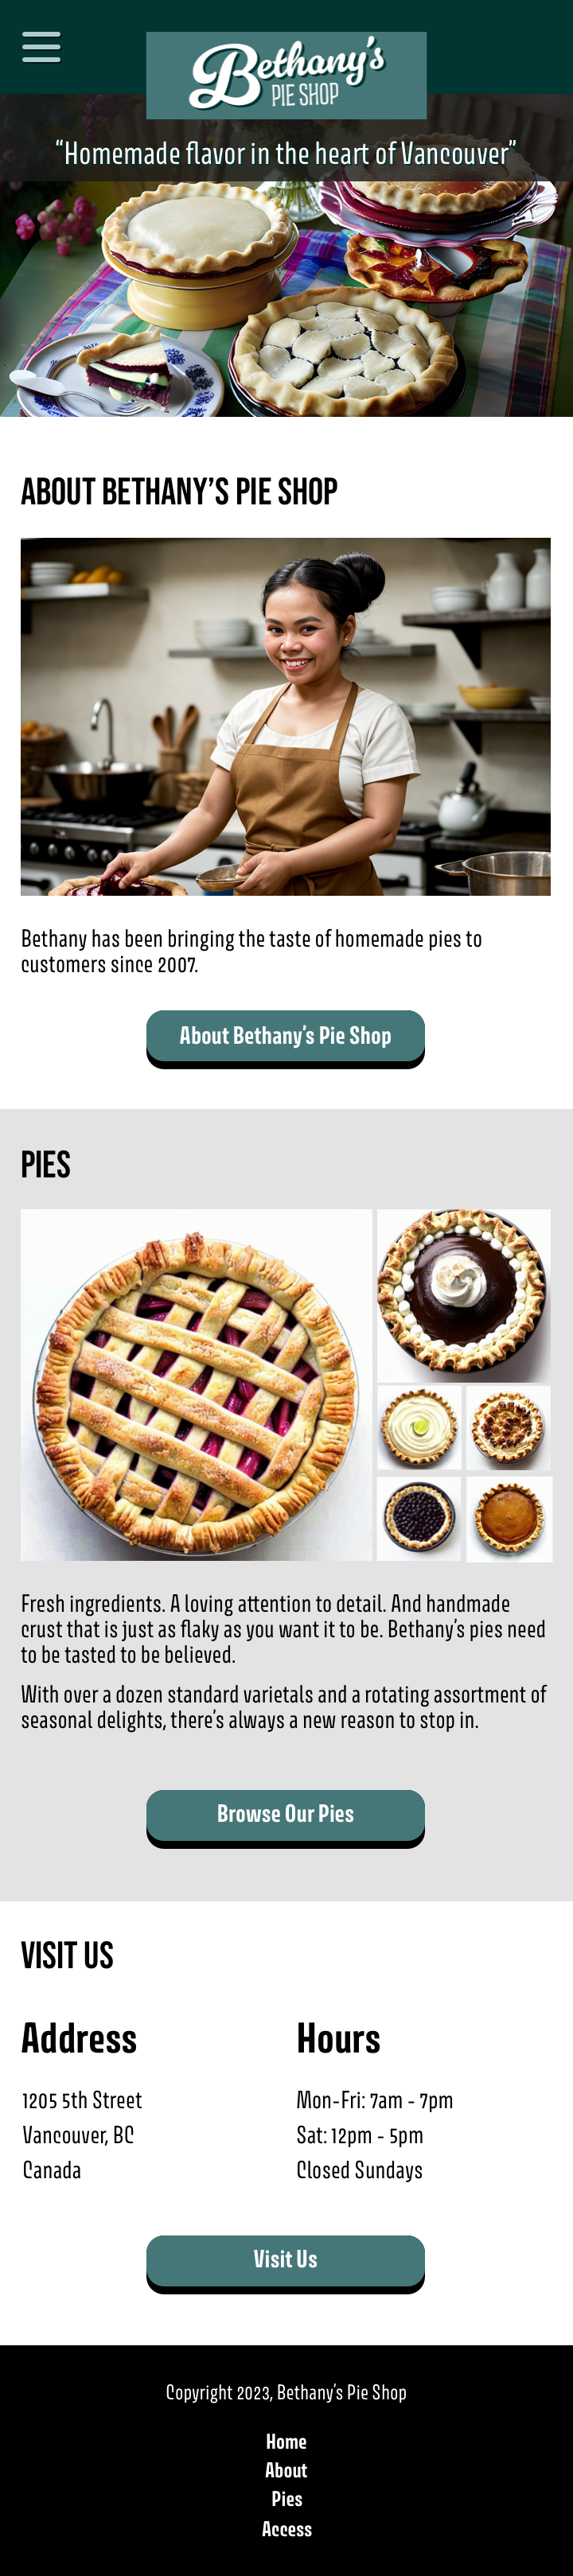 Bethany's
PIE SHOP
“Homemade flavor in the heart of Vancouver”
ABOUT BETHANY’S PIE SHOP
Bethany has been bringing the taste of homemade pies to
customers since 2007.
About Bethany’s Pie Shop
PIES
Fresh ingredients. A loving attention to detail. And handmade
crust that is just as flaky as you want it to be. Bethany’s pies need
to be tasted to be believed.
With over a dozen standard varietals and a rotating assortment of
seasonal delights, there’s always a new reason to stop in.
Browse Our Pies
VISIT US
Address
1205 5th Street
Vancouver, BC
Canada
Hours
Mon-Fri: 7am - 7pm
Sat: 12pm - 5pm
Closed Sundays
Visit Us
Copyright 2023, Bethany’s Pie Shop
Home
About
Pies
Access